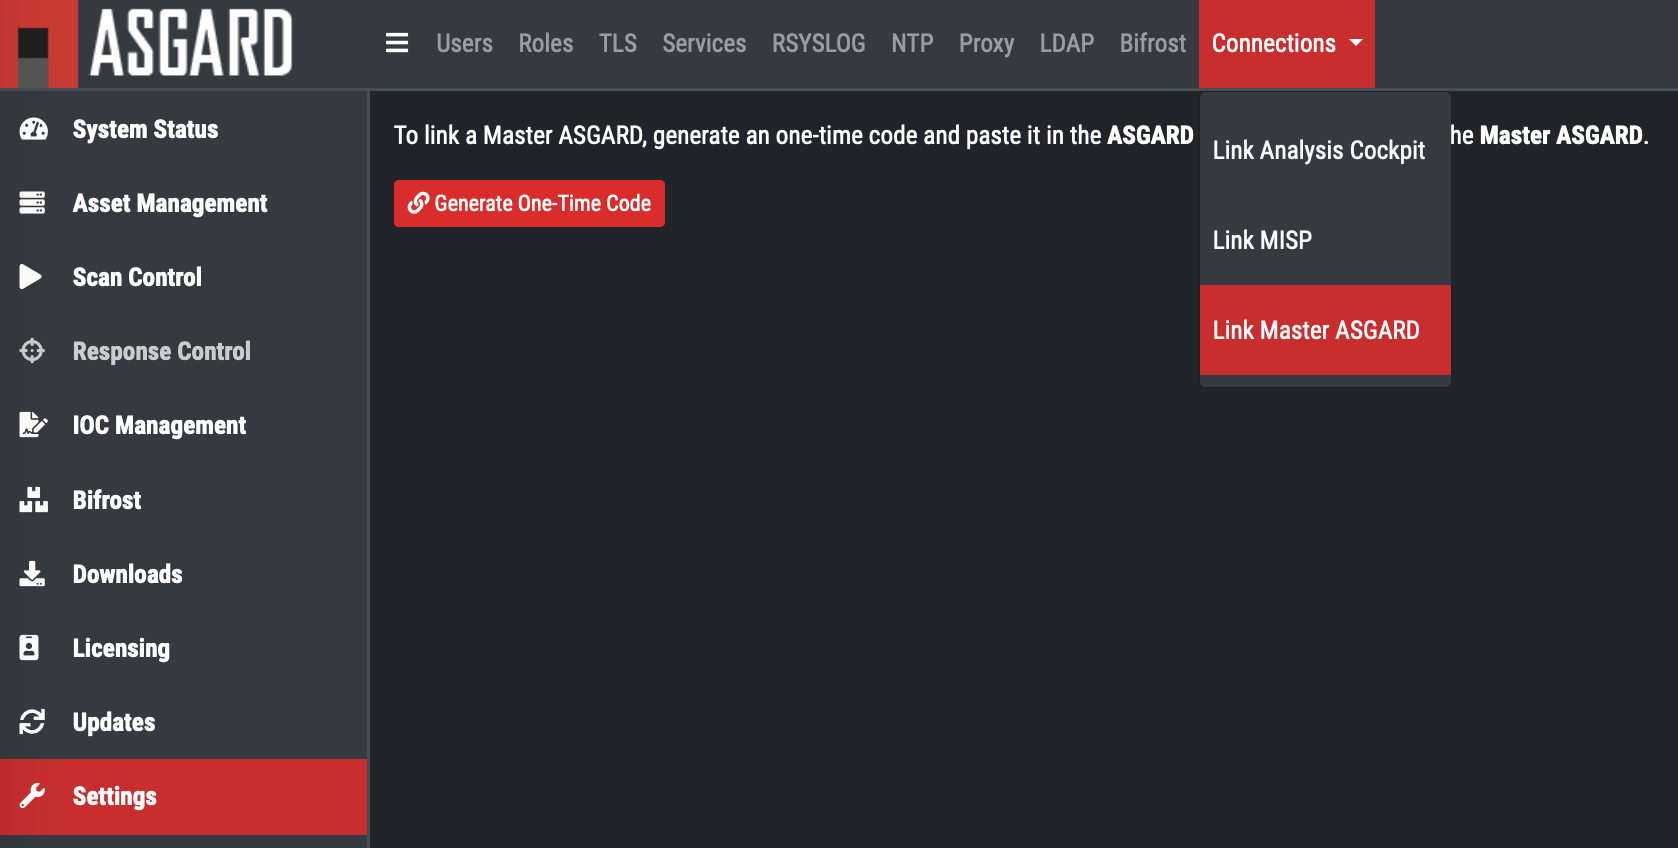 ASGARD
Users Roles TLS Services RSYSLOG NTP Proxy LDAP Bifrost Connections
System Status
Asset Management
Scan Control
Response Control
IOC Management
Bifrost
Downloads
Licensing
Updates
Settings
To link a Master ASGARD, generate an one-time code and paste it in the ASGARD he Master ASGARD.
Generate One-Time Code
Link Analysis Cockpit
Link MISP
Link Master ASGARD